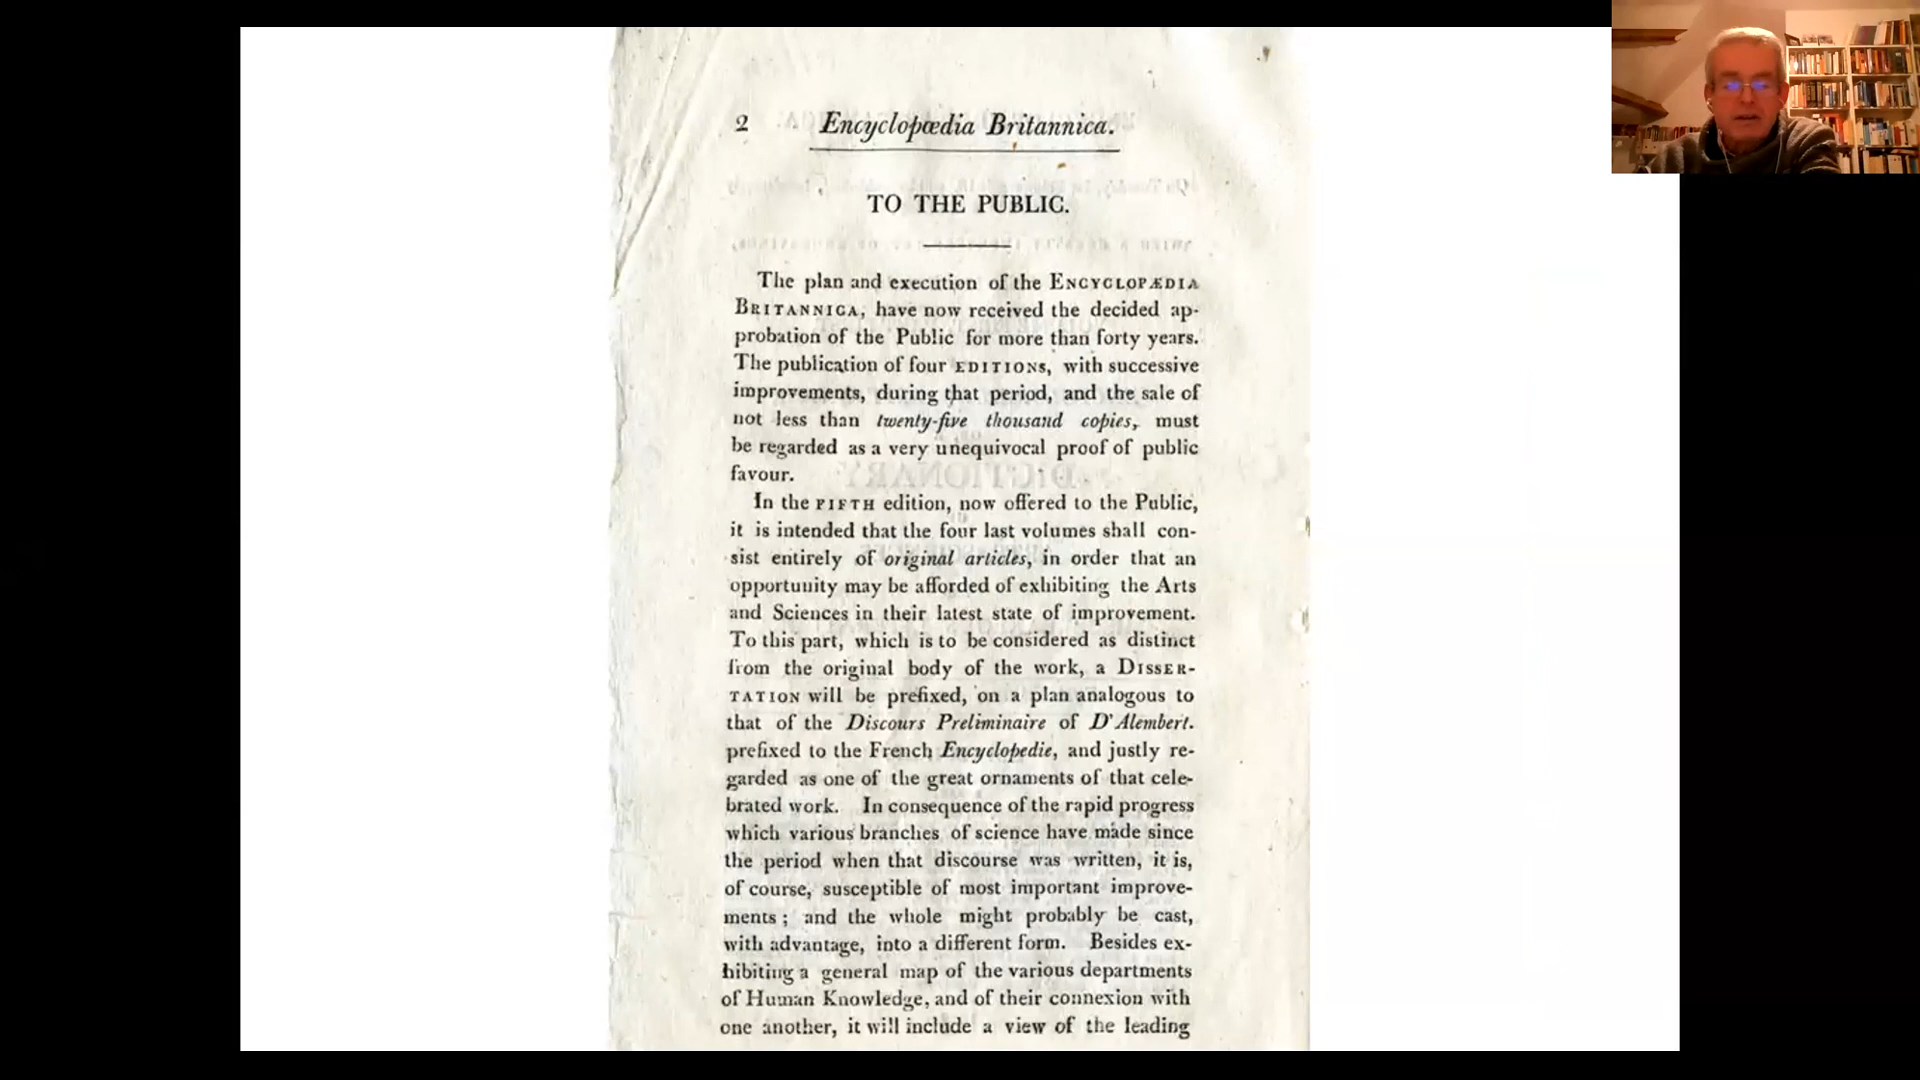 2 Encyclopædia Britannica.
TO THE PUBLIC.
The plan and execution of the ENCYCLOPÆDIA
BRITANNICA, have now received the decided ap-
probation of the Public for more than forty years.
The publication of four EDITIONS, with successive
improvements, during that period, and the sale of
not less than twenty-five thousand copies, must
be regarded as a very unequivocal proof of public
favour.
In the FIFTH edition, now offered to the Public,
it is intended that the four last volumes shall con-
sist entirely of original articles, in order that an
opportunity may be afforded of exhibiting the Arts
and Sciences in their latest state of improvement.
To this part, which is to be considered as distinct
from the original body of the work, a DISSER-
TATION will be prefixed, on a plan analogous to
that of the Discours Preliminaire of D'Alembert.
prefixed to the French Encyclopedie, and justly re-
garded as one of the great ornaments of that cele-
brated work. In consequence of the rapid progress
which various branches of science have made since
the period when that discourse was written, it is,
of course, susceptible of most important improve-
ments; and the whole might probably be cast,
with advantage, into a different form. Besides ex-
hibiting a general map of the various departments
of Human Knowledge, and of their connexion with
one another, it will include a view of the leading